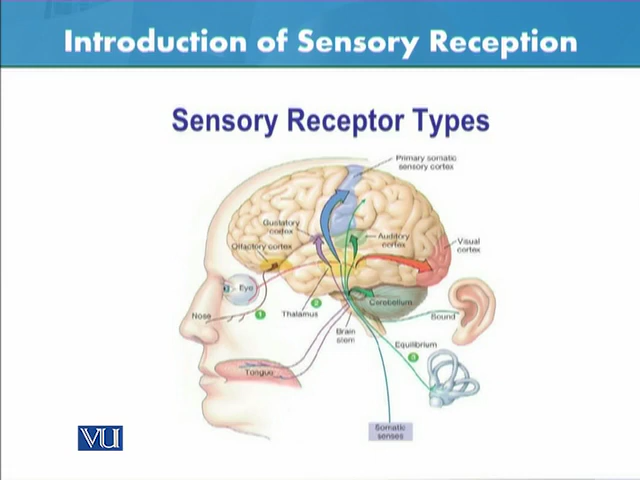 Introduction of Sensory Reception
Sensory Receptor Types
Primary somatic
sensory cortex
Gustatory
cortex
Olfactory cortex
Auditory
cortex
Visual
cortex
Eye
Nose
1
2
Thalamus
Cerebellum
Sound
Brain
stem
Equilibrium
3
Tongue
Somatic
senses
VU